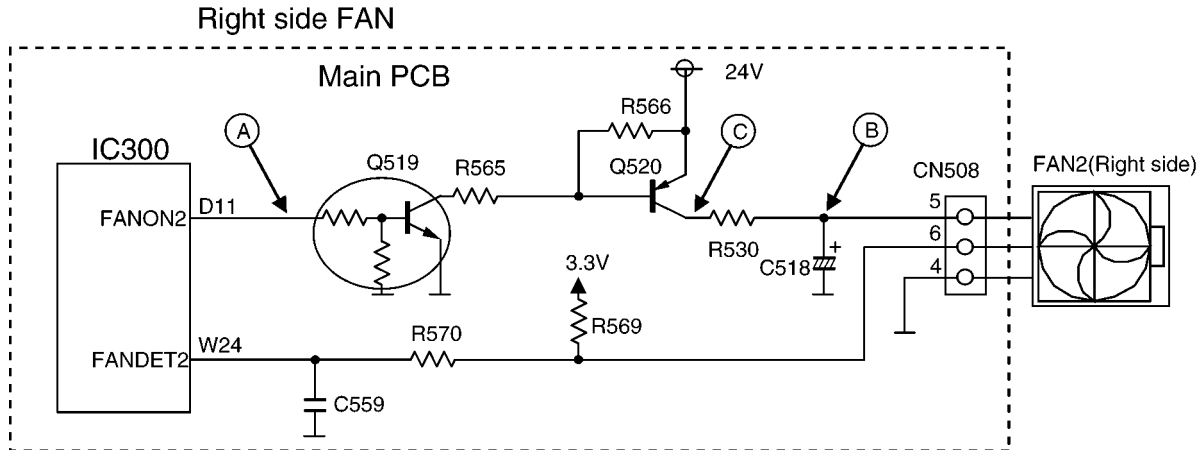 Right side FAN
Main PCB
24V
R566
A
C
B
IC300
Q519
R565
Q520
CN508
FAN2(Right side)
FANON2
D11
5
R530
6
C518
+
4
3.3V
R569
R570
FANDET2
W24
C559